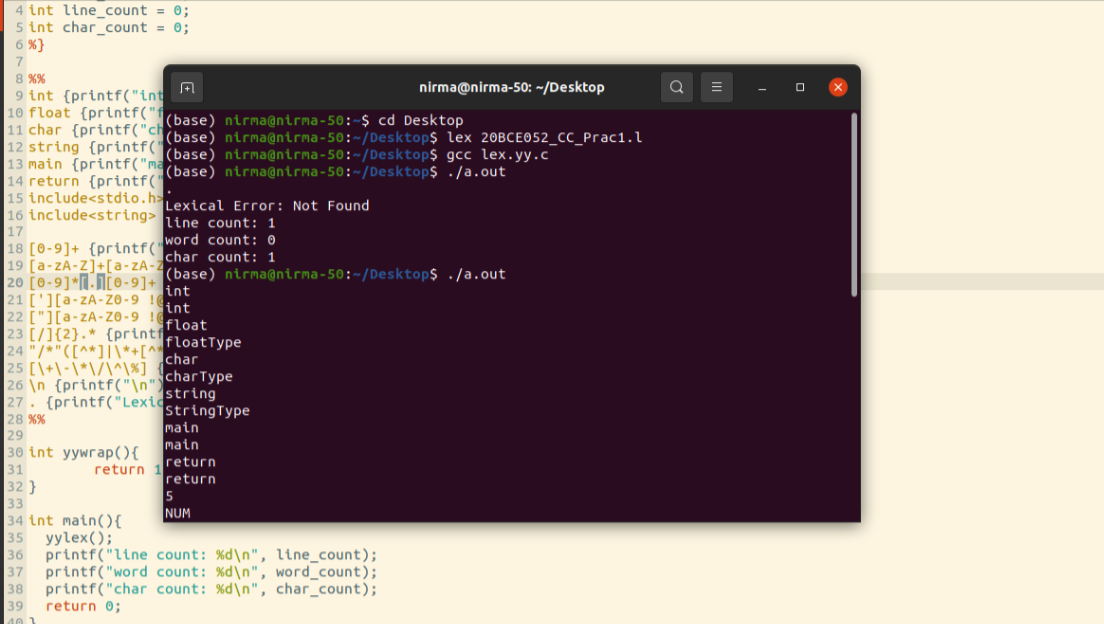 4 int line_count = 0;
5 int char_count = 0;
6 %}
7
8 %%
9 int {printf("int
10 float {printf("f
11 char {printf("ch
12 string {printf("
13 main {printf("ma
14 return {printf("
15 include<stdio.h>
16 include<string>
17
18 [0-9]+ {printf("
19 [a-zA-Z]+[a-zA-Z
20 [0-9]*[.][0-9]+
21 ['][a-zA-Z0-9 !@
22 ["][a-zA-Z0-9 !@
23 [/]{2}.* {printf
24 "/*"([^*]|\*+[^*
25 [\+\-\*\/\^\%] {
26 \n {printf("\n")
27 . {printf("Lexic
28 %%
29
30 int yywrap(){
31 return 1
32 }
33
34 int main(){
35 yylex();
36 printf("line count: %d\n", line_count);
37 printf("word count: %d\n", word_count);
38 printf("char count: %d\n", char_count);
39 return 0;
40 }
nirma@nirma-50: ~/Desktop
(base) nirma@nirma-50:~$ cd Desktop
(base) nirma@nirma-50:~/Desktop$ lex 20BCE052_CC_Prac1.l
(base) nirma@nirma-50:~/Desktop$ gcc lex.yy.c
(base) nirma@nirma-50:~/Desktop$ ./a.out
.
Lexical Error: Not Found
line count: 1
word count: 0
char count: 1
(base) nirma@nirma-50:~/Desktop$ ./a.out
int
int
float
floatType
char
charType
string
StringType
main
main
return
return
5
NUM